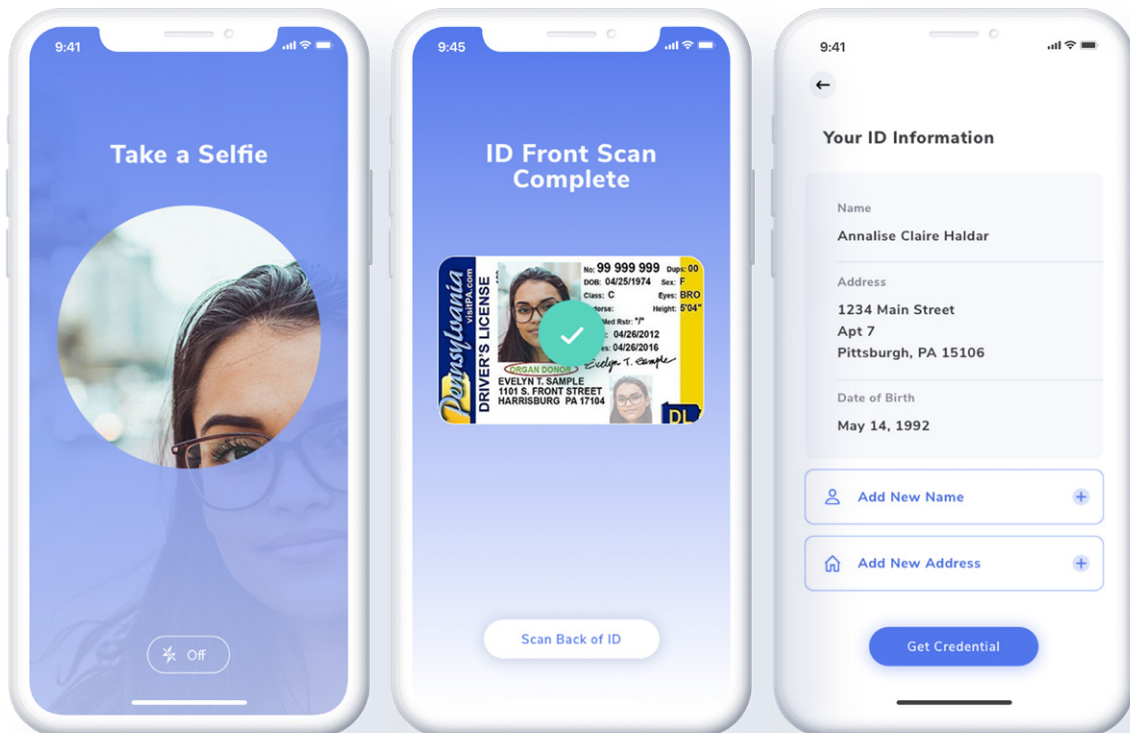 9:41
Take a Selfie
Off
9:45
ID Front Scan
Complete
Pennsylvania
visitPA.com
DRIVER'S LICENSE
No: 99 999 999 Dups: 00
DOB: 04/25/1974 Sex: F
Class: C Eyes: BRO
Height: 5'04"
Med Rstr: "/"
04/26/2012
04/26/2016
ORGAN DONOR
Evelyn T. Sample
EVELYN T. SAMPLE
1101 S. FRONT STREET
HARRISBURG PA 17104
DL
Scan Back of ID
9:41
Your ID Information
Name
Annalise Claire Haldar
Address
1234 Main Street
Apt 7
Pittsburgh, PA 15106
Date of Birth
May 14, 1992
Add New Name
Add New Address
Get Credential